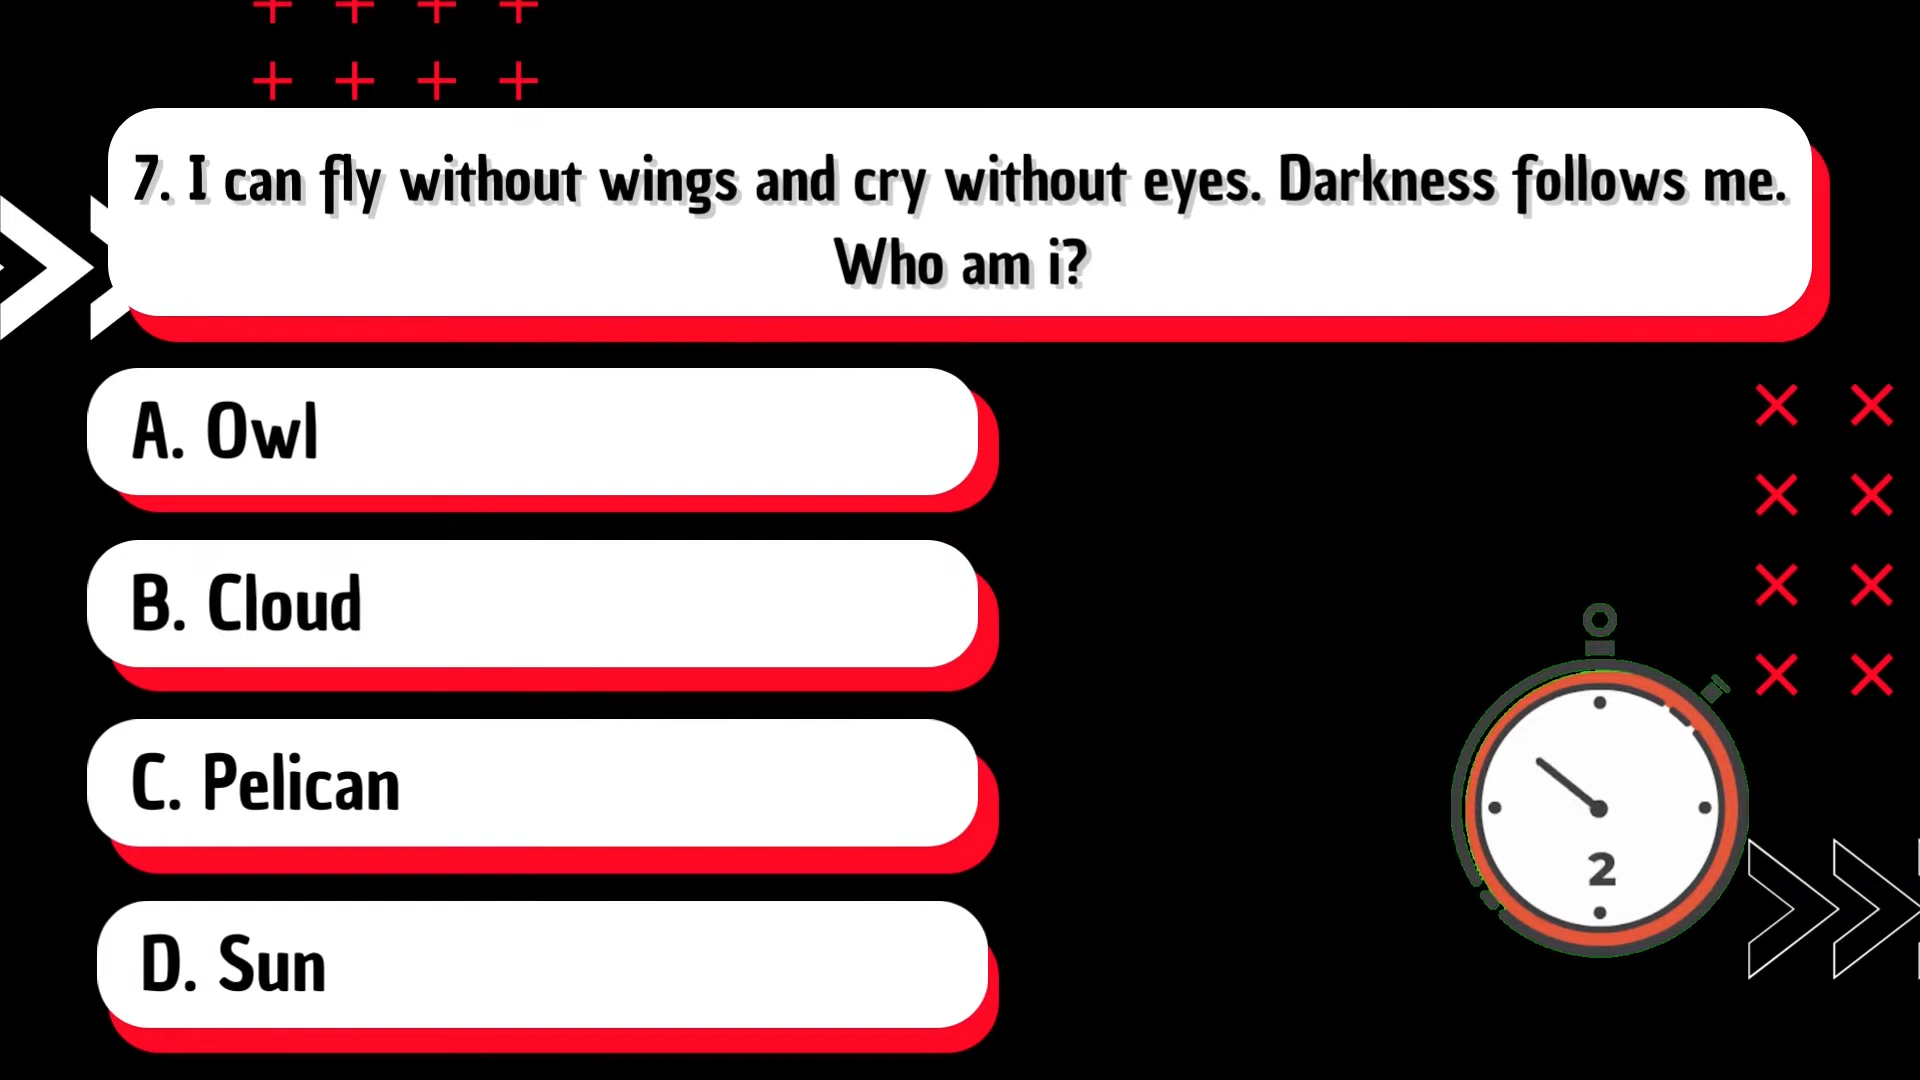 7. I can fly without wings and cry without eyes. Darkness follows me.
Who am i?
A. Owl
B. Cloud
C. Pelican
D. Sun
2